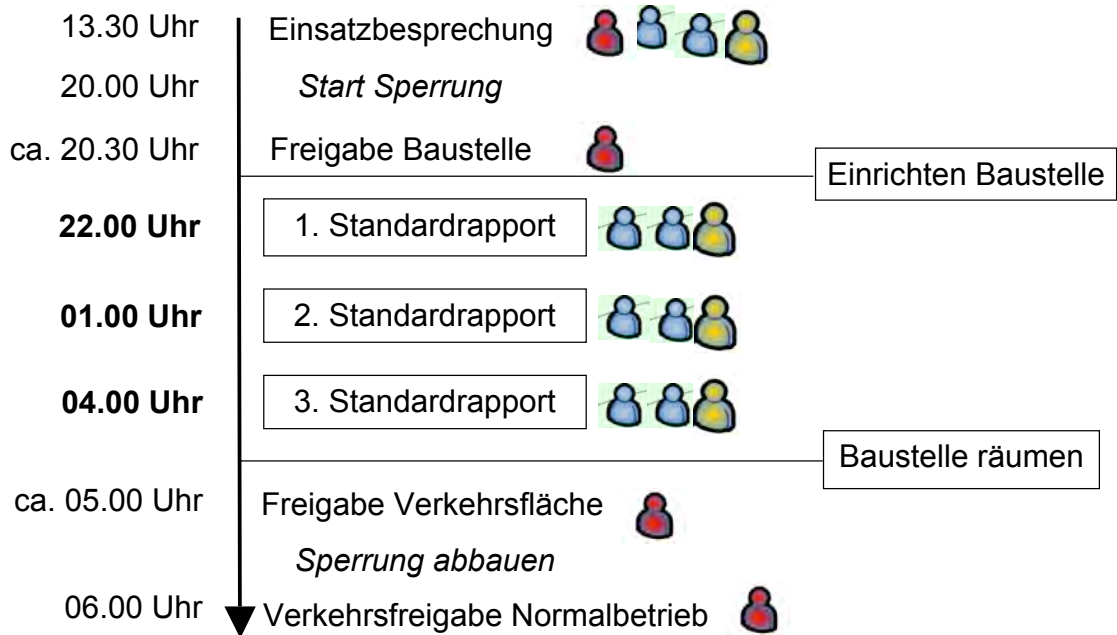 13.30 Uhr Einsatzbesprechung
20.00 Uhr Start Sperrung
ca. 20.30 Uhr Freigabe Baustelle
Einrichten Baustelle
22.00 Uhr 1. Standardrapport
01.00 Uhr 2. Standardrapport
04.00 Uhr 3. Standardrapport
Baustelle räumen
ca. 05.00 Uhr Freigabe Verkehrsfläche
Sperrung abbauen
06.00 Uhr Verkehrsfreigabe Normalbetrieb